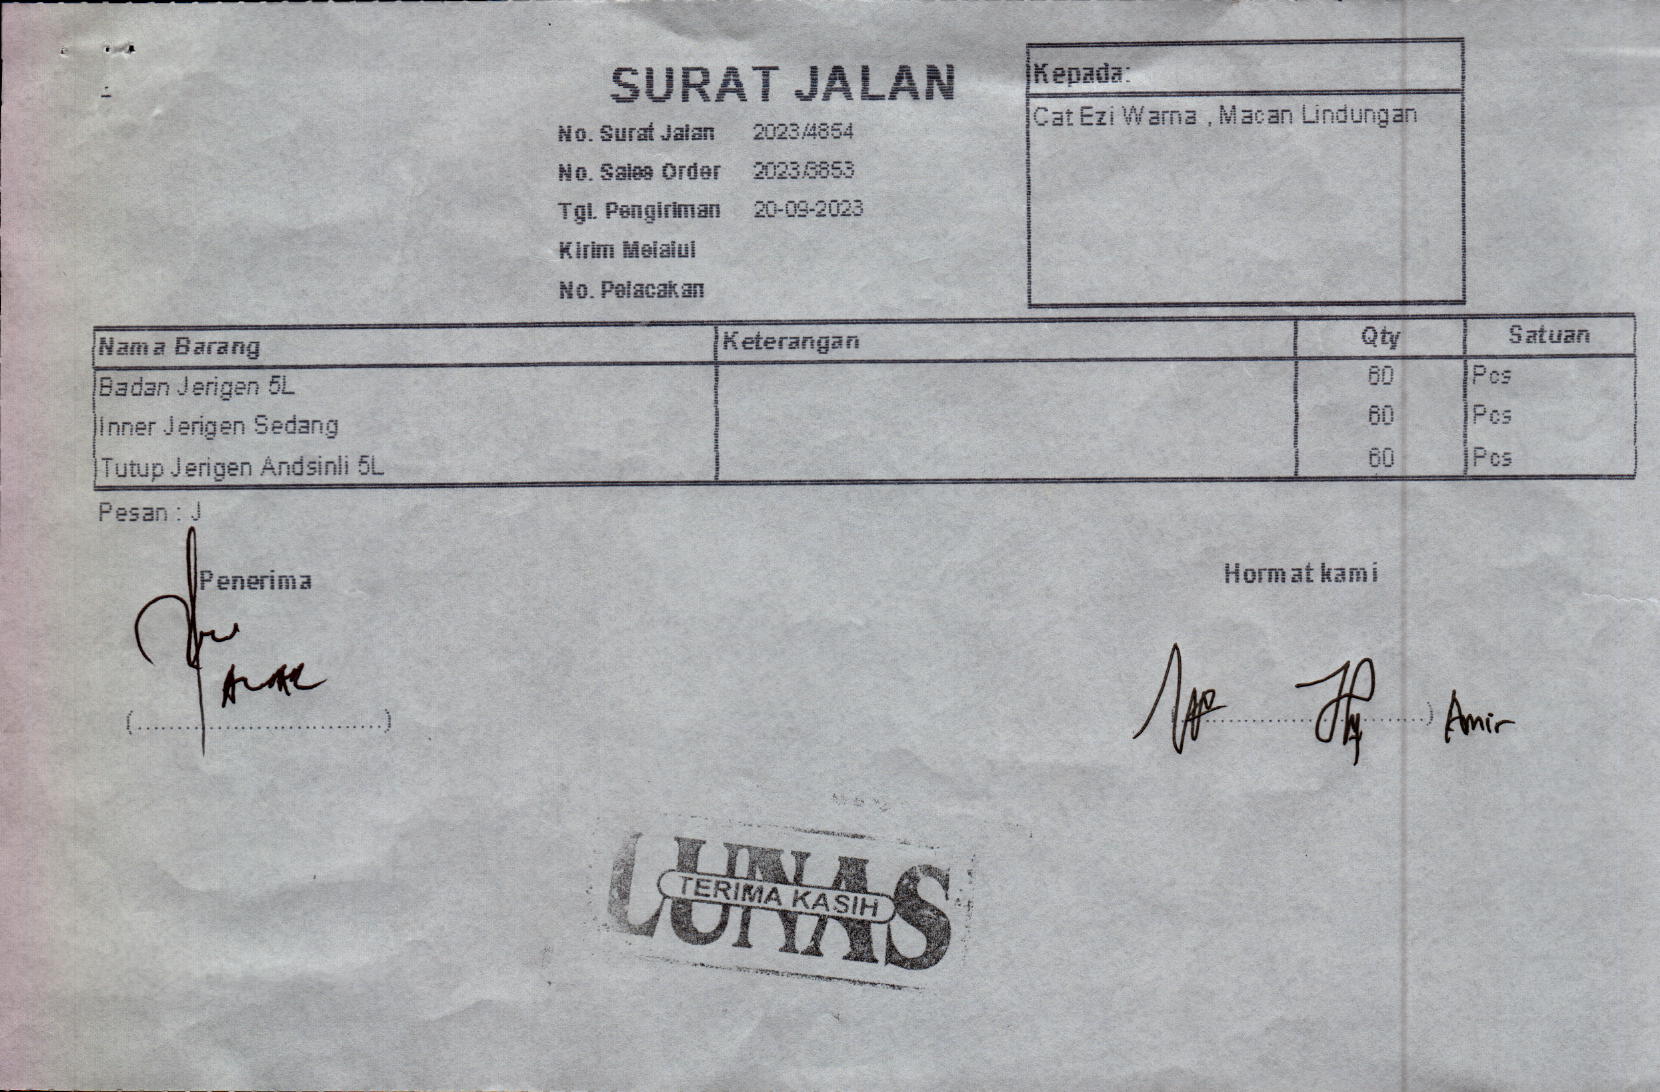 SURAT JALAN
No. Surat Jalan 2023/4854
No. Sales Order 2023/3853
Tgl. Pengiriman 20-09-2023
Kirim Melalui
No. Pelacakan
Kepada:
Cat Ezi Warna , Macan Lindungan
Nama Barang Keterangan Qty Satuan
Badan Jerigen 5L 60 Pcs
Inner Jerigen Sedang 60 Pcs
Tutup Jerigen Andsinli 5L 60 Pcs
Pesan : J
Penerima Hormat kami
(..............................) ..............................) Amir
LUNAS
TERIMA KASIH